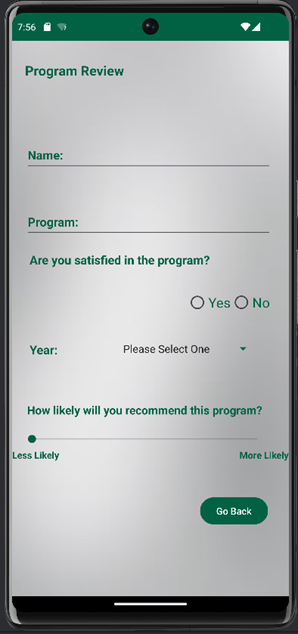 7:56
Program Review
Name:
Program:
Are you satisfied in the program?
Yes No
Year: Please Select One
How likely will you recommend this program?
Less Likely More Likely
Go Back